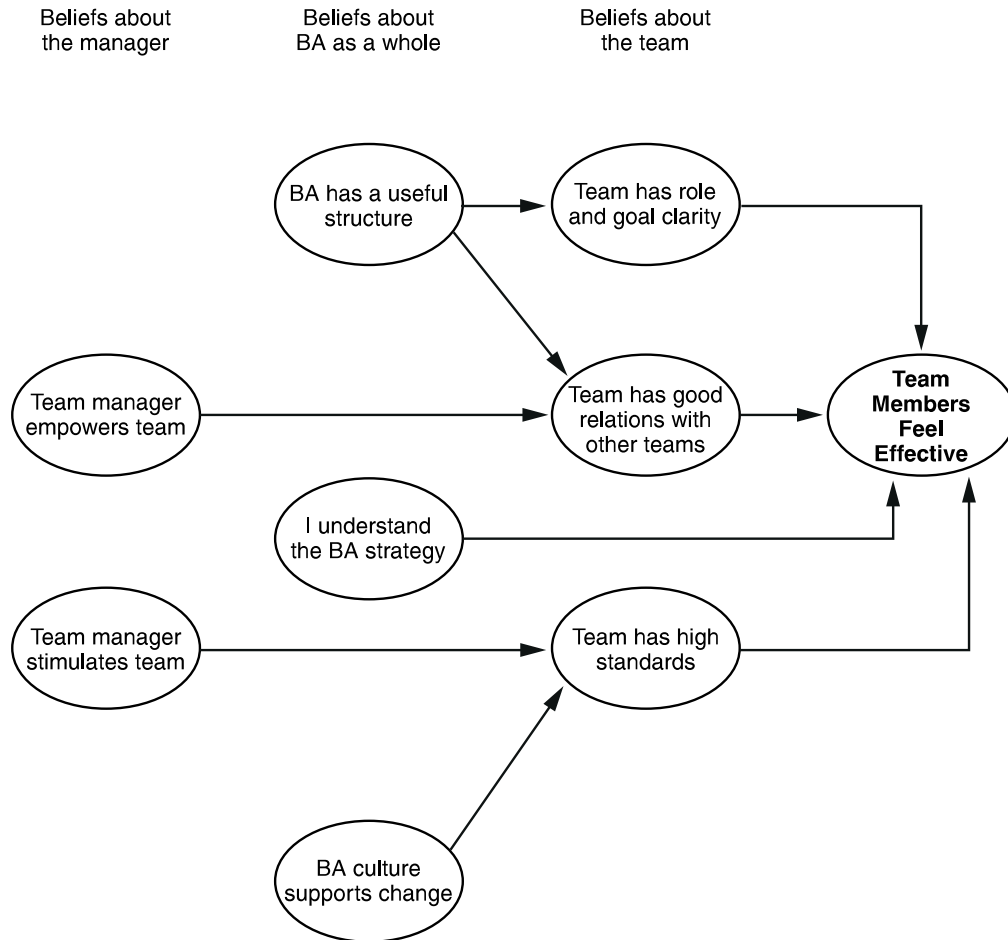 Beliefs about
the manager
Beliefs about
BA as a whole
Beliefs about
the team
BA has a useful
structure
Team has role
and goal clarity
Team manager
empowers team
Team has good
relations with
other teams
Team
Members
Feel
Effective
I understand
the BA strategy
Team manager
stimulates team
Team has high
standards
BA culture
supports change